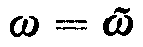 ω = ω̃